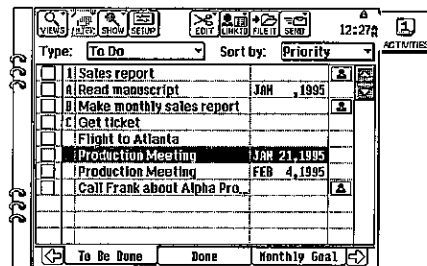 VIEWS FILTER SHOW SETUP EDIT LINKTO FILE IT SEND 12:27
ACTIVITIES
Type: To Do Sort by: Priority
1 Sales report
A Read manuscript JAN ,1995
B Make monthly sales report
C Get ticket
Flight to Atlanta
Production Meeting JAN 21,1995
Production Meeting FEB 4,1995
Call Frank about Alpha Pro...
To Be Done Done Monthly Goal